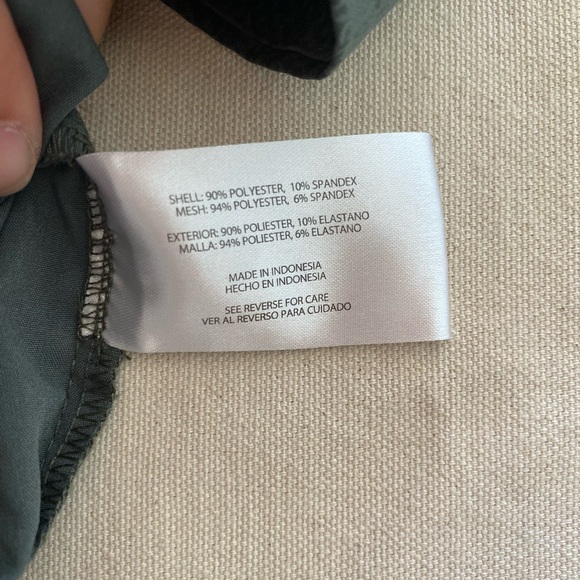 SHELL: 90% POLYESTER, 10% SPANDEX
MESH: 94% POLYESTER, 6% SPANDEX
EXTERIOR: 90% POLIESTER, 10% ELASTANO
MALLA: 94% POLIESTER, 6% ELASTANO
MADE IN INDONESIA
HECHO EN INDONESIA
SEE REVERSE FOR CARE
VER AL REVERSO PARA CUIDADO